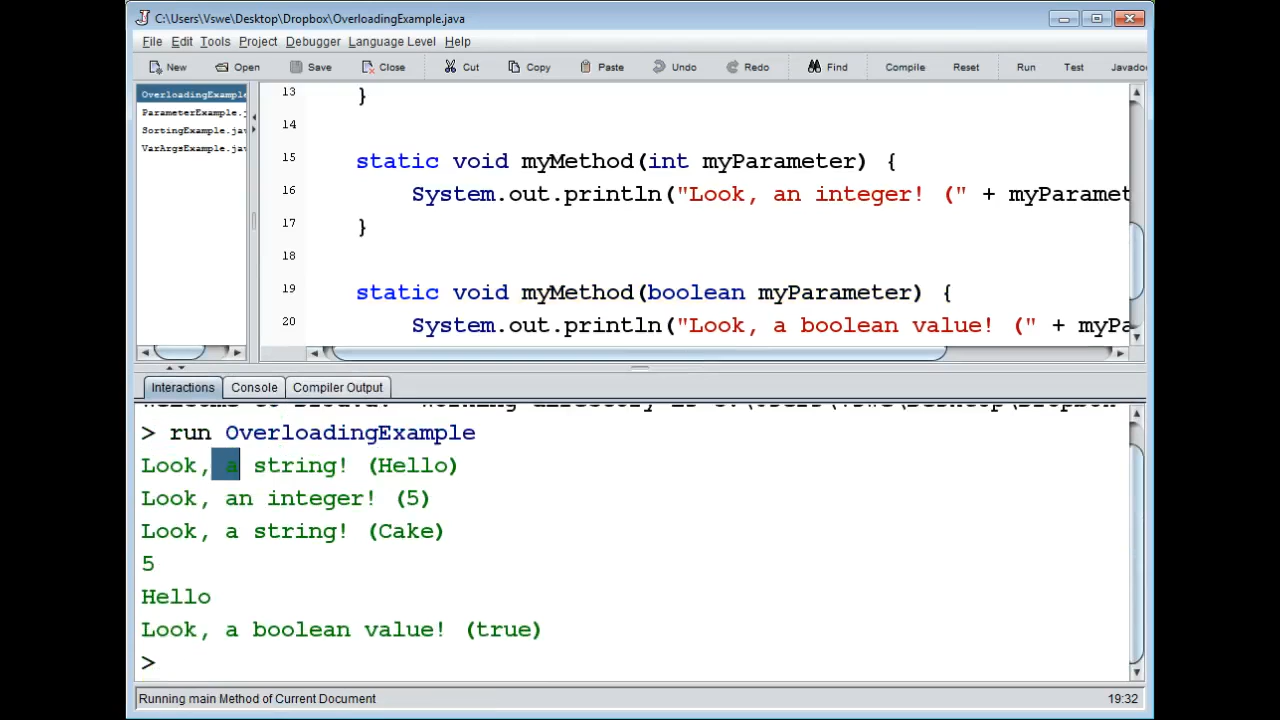 C:\Users\Vswe\Desktop\Dropbox\OverloadingExample.java
File Edit Tools Project Debugger Language Level Help
New Open Save Close Cut Copy Paste Undo Redo Find Compile Reset Run Test Javado
OverloadingExample
ParameterExample.j
SortingExample.jav
VarArgsExample.jav
13 }
14
15 static void myMethod(int myParameter) {
16 System.out.println("Look, an integer! (" + myParamet
17 }
18
19 static void myMethod(boolean myParameter) {
20 System.out.println("Look, a boolean value! (" + myPa
Interactions Console Compiler Output
> run OverloadingExample
Look, a string! (Hello)
Look, an integer! (5)
Look, a string! (Cake)
5
Hello
Look, a boolean value! (true)
>
Running main Method of Current Document 19:32